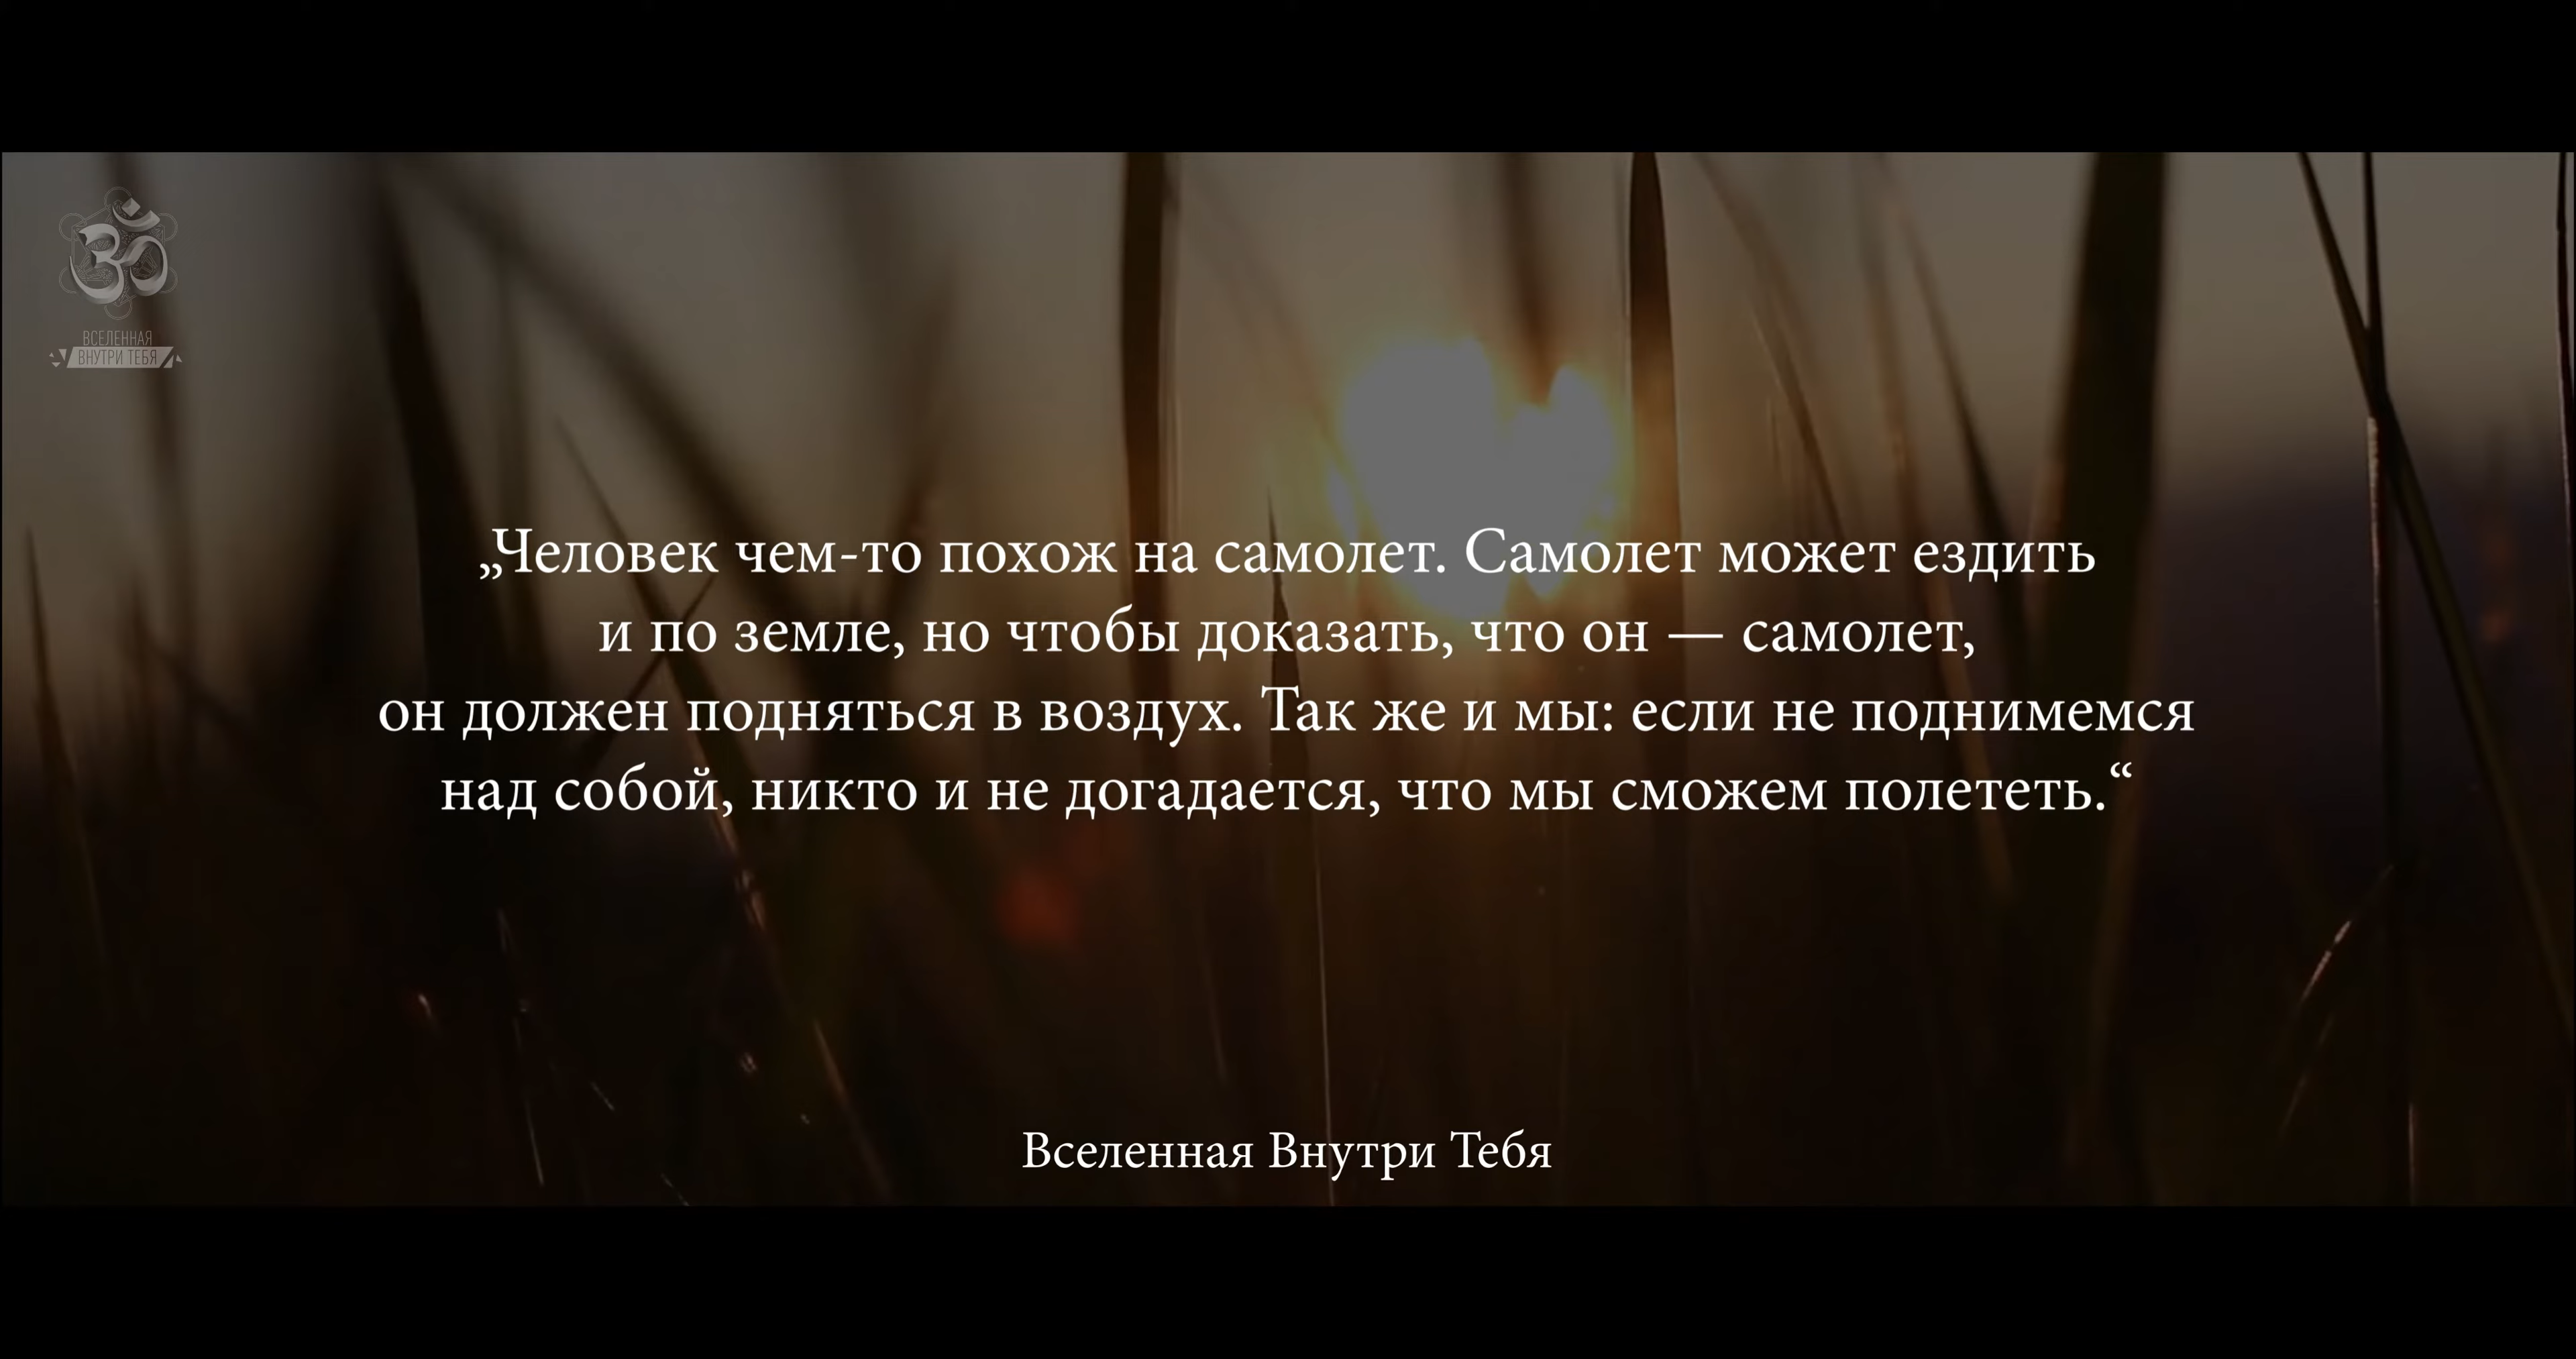 ВСЕЛЕННАЯ
ВНУТРИ ТЕБЯ
„Человек чем-то похож на самолет. Самолет может ездить
и по земле, но чтобы доказать, что он — самолет,
он должен подняться в воздух. Так же и мы: если не поднимемся
над собой, никто и не догадается, что мы сможем полететь.“
Вселенная Внутри Тебя